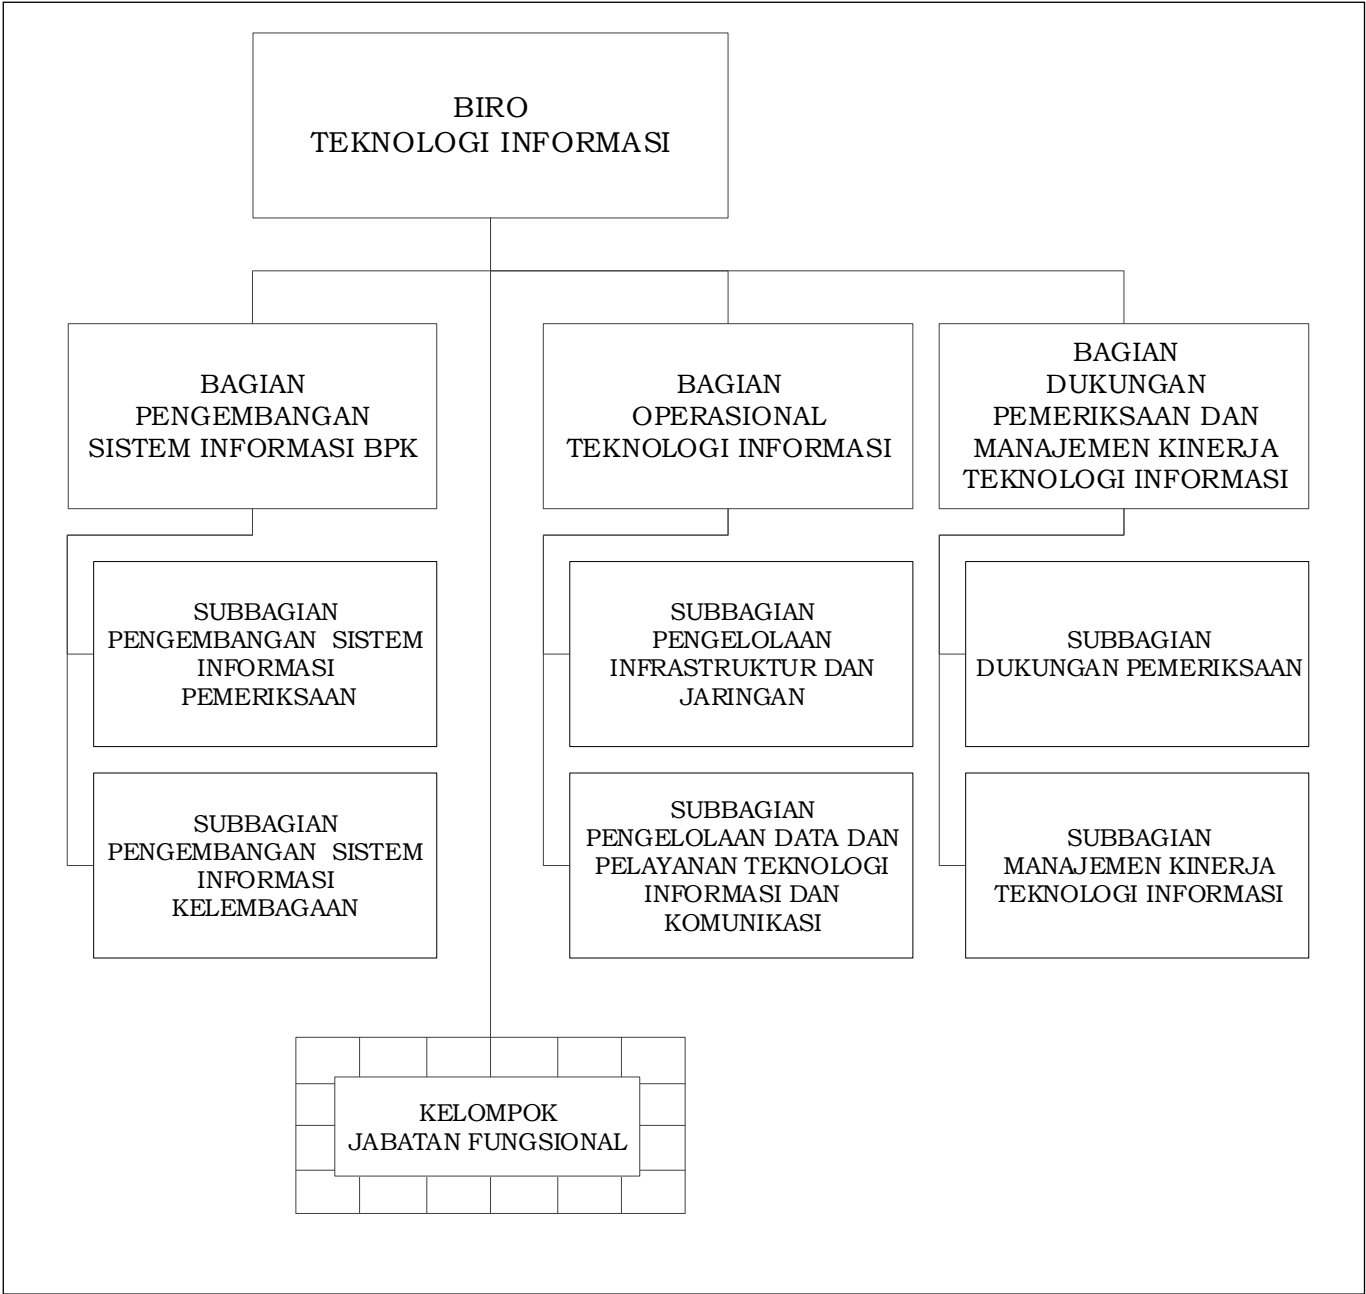 BIRO
TEKNOLOGI INFORMASI
BAGIAN
PENGEMBANGAN
SISTEM INFORMASI BPK
BAGIAN
OPERASIONAL
TEKNOLOGI INFORMASI
BAGIAN
DUKUNGAN
PEMERIKSAAN DAN
MANAJEMEN KINERJA
TEKNOLOGI INFORMASI
SUBBAGIAN
PENGEMBANGAN SISTEM
INFORMASI
PEMERIKSAAN
SUBBAGIAN
PENGELOLAAN
INFRASTRUKTUR DAN
JARINGAN
SUBBAGIAN
DUKUNGAN PEMERIKSAAN
SUBBAGIAN
PENGEMBANGAN SISTEM
INFORMASI
KELEMBAGAAN
SUBBAGIAN
PENGELOLAAN DATA DAN
PELAYANAN TEKNOLOGI
INFORMASI DAN
KOMUNIKASI
SUBBAGIAN
MANAJEMEN KINERJA
TEKNOLOGI INFORMASI
KELOMPOK
JABATAN FUNGSIONAL